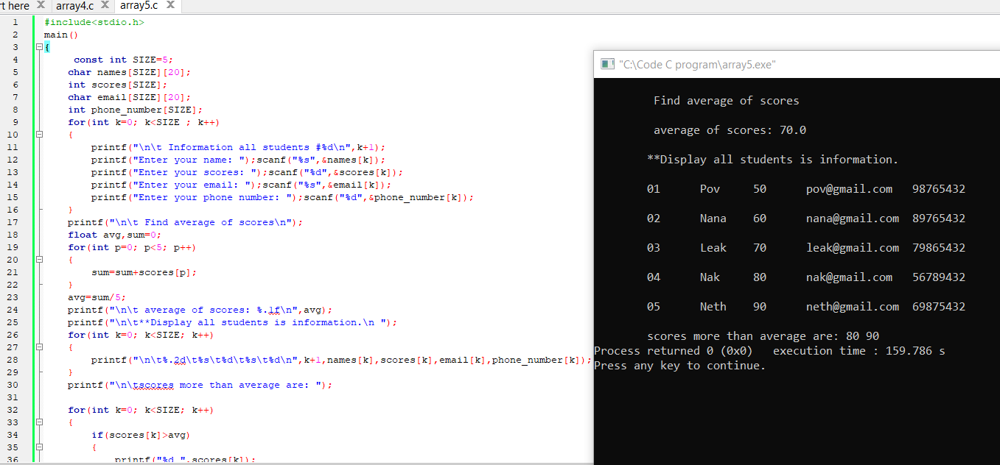 rt here array4.c array5.c
1 #include<stdio.h>
2 main()
3 {
4 const int SIZE=5;
5 char names[SIZE][20];
6 int scores[SIZE];
7 char email[SIZE][20];
8 int phone_number[SIZE];
9 for(int k=0; k<SIZE ; k++)
10 {
11 printf("\n\t Information all students #%d\n",k+1);
12 printf("Enter your name: ");scanf("%s",&names[k]);
13 printf("Enter your scores: ");scanf("%d",&scores[k]);
14 printf("Enter your email: ");scanf("%s",&email[k]);
15 printf("Enter your phone number: ");scanf("%d",&phone_number[k]);
16 }
17 printf("\n\t Find average of scores\n");
18 float avg,sum=0;
19 for(int p=0; p<5; p++)
20 {
21 sum=sum+scores[p];
22 }
23 avg=sum/5;
24 printf("\n\t average of scores: %.1f\n",avg);
25 printf("\n\t**Display all students is information.\n ");
26 for(int k=0; k<SIZE; k++)
27 {
28 printf("\n\t%.2d\t%s\t%d\t%s\t%d\n",k+1,names[k],scores[k],email[k],phone_number[k]);
29 }
30 printf("\n\tscores more than average are: ");
31
32 for(int k=0; k<SIZE; k++)
33 {
34 if(scores[k]>avg)
35 {
36 printf("%d ",scores[k]);
"C:\Code C program\array5.exe"
Find average of scores
average of scores: 70.0
**Display all students is information.
01 Pov 50 pov@gmail.com 98765432
02 Nana 60 nana@gmail.com 89765432
03 Leak 70 leak@gmail.com 79865432
04 Nak 80 nak@gmail.com 56789432
05 Neth 90 neth@gmail.com 69875432
scores more than average are: 80 90
Process returned 0 (0x0) execution time : 159.786 s
Press any key to continue.